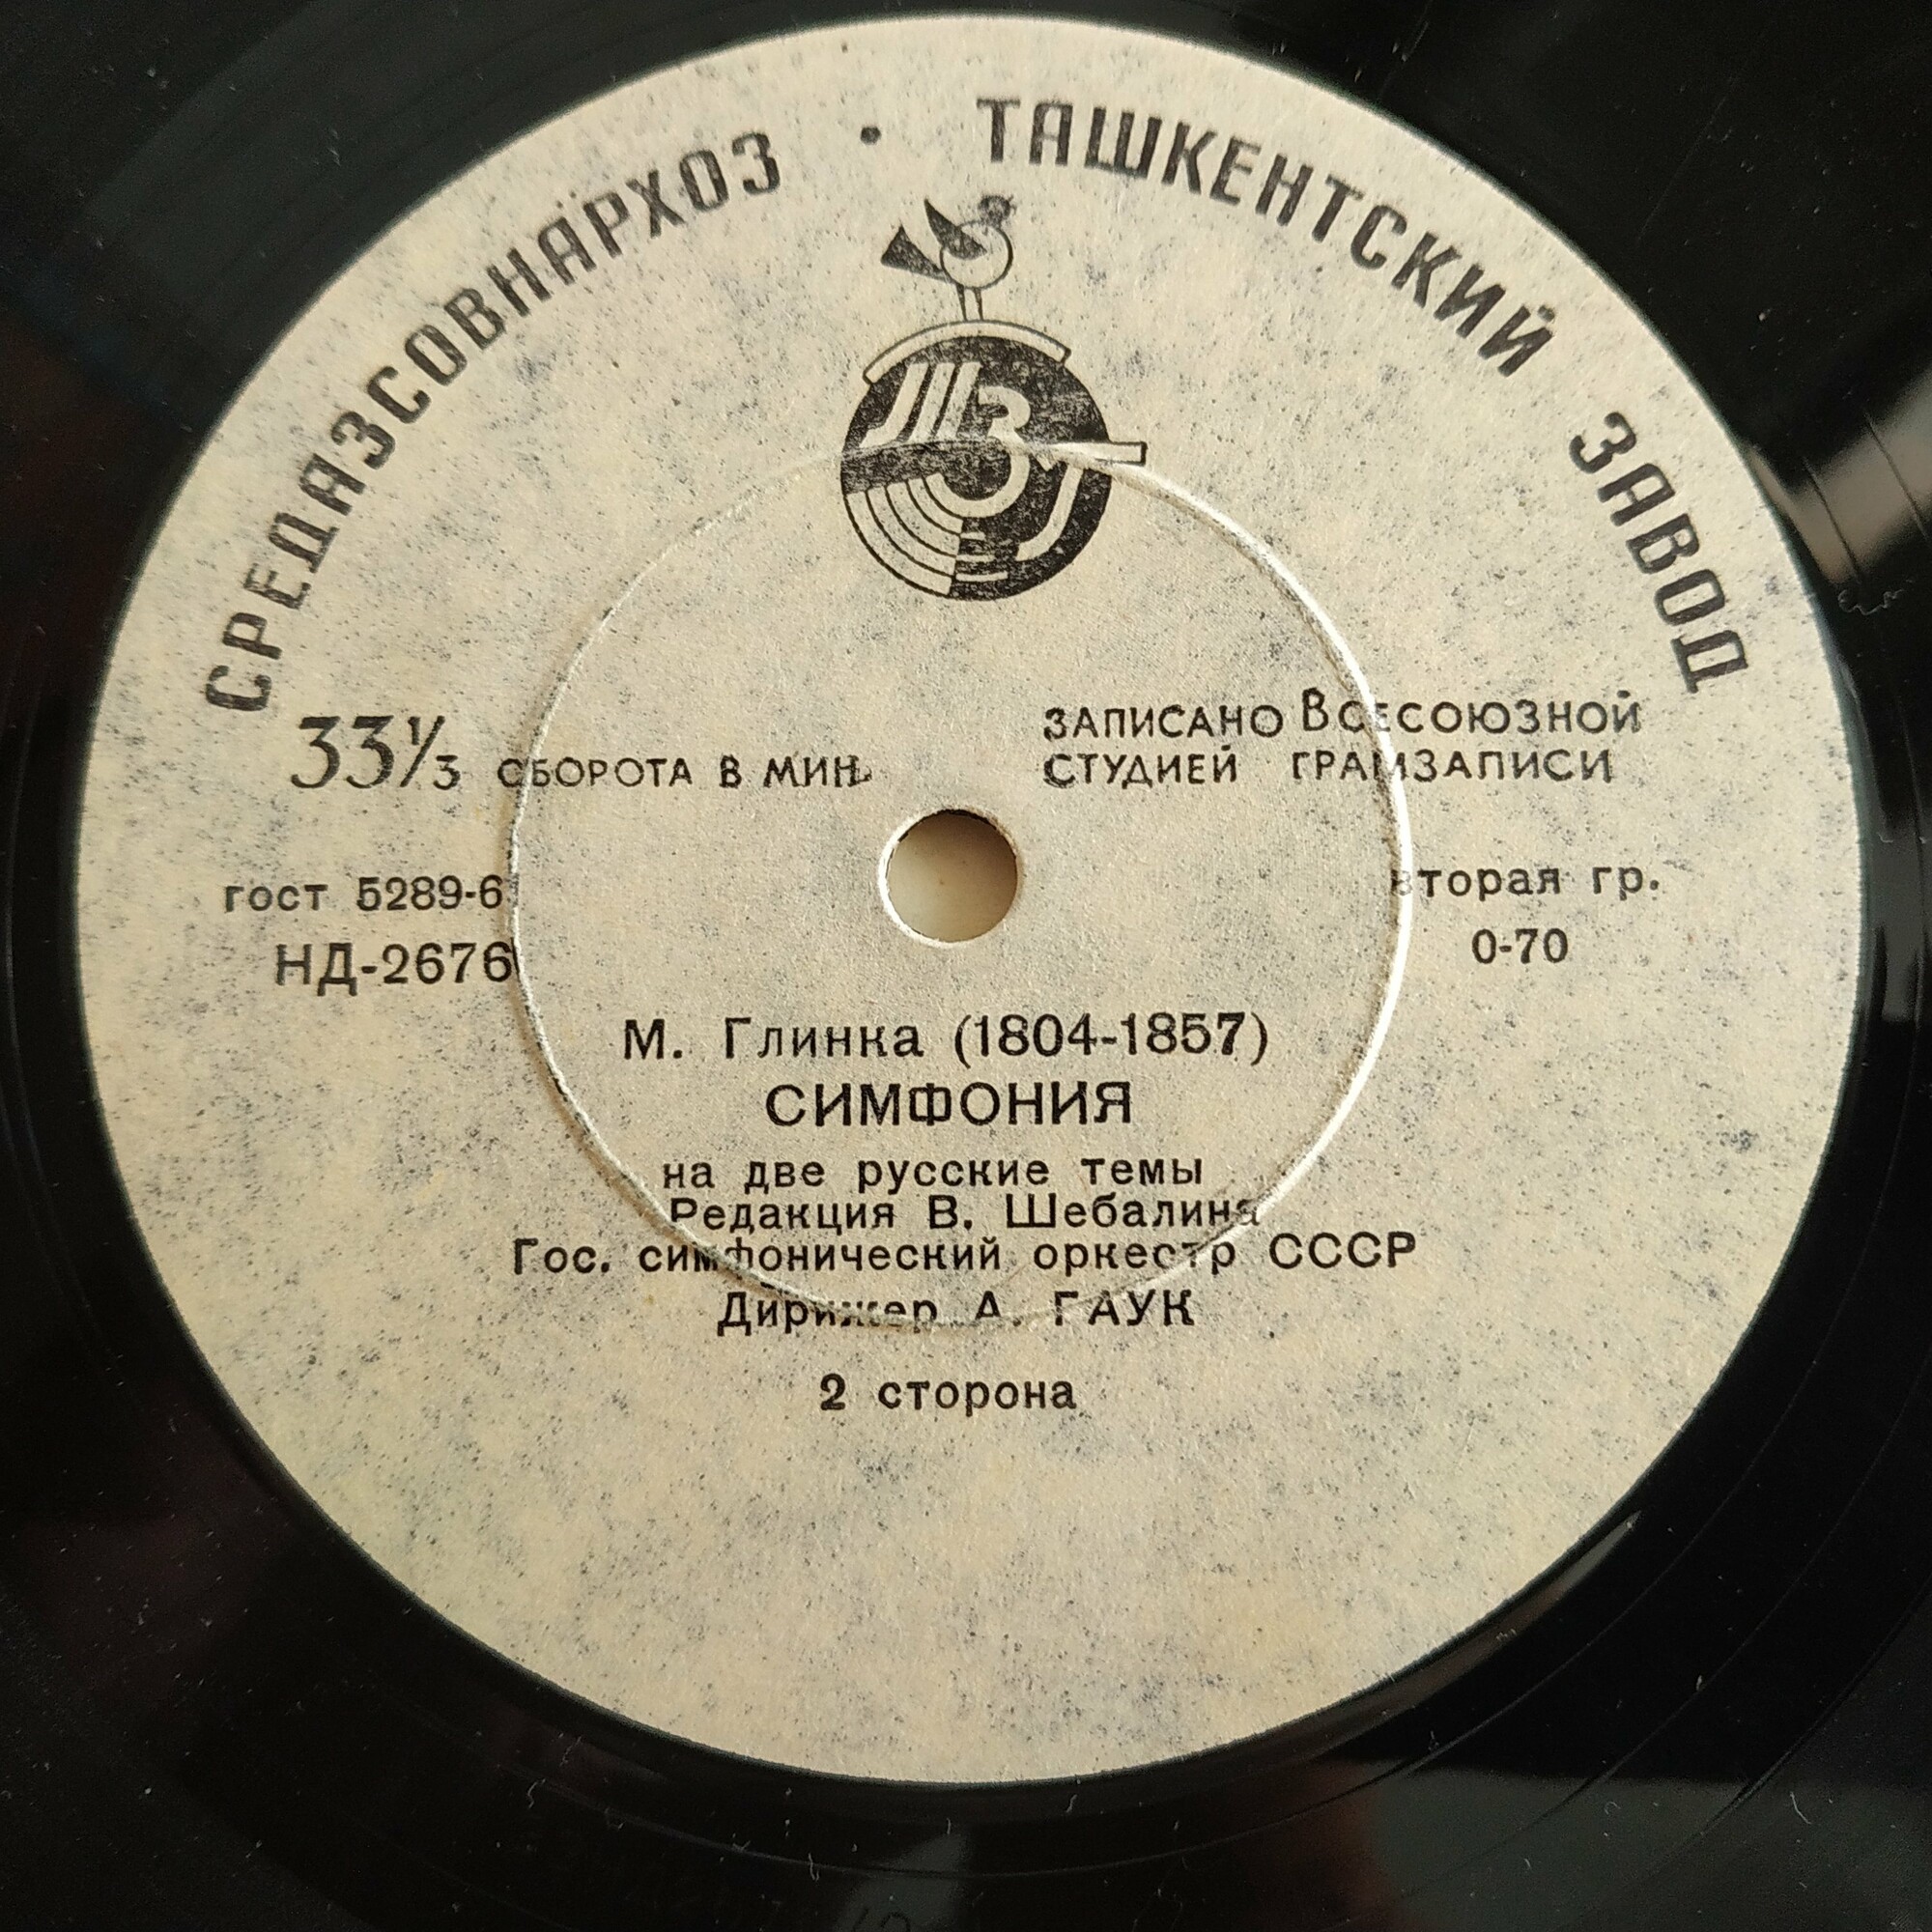 СРЕДАЗСОВНАРХОЗ · ТАШКЕНТСКИЙ ЗАВОД
ТЗ
33⅓ ОБОРОТА В МИН.
ЗАПИСАНО ВСЕСОЮЗНОЙ
СТУДИЕЙ ГРАМЗАПИСИ
гост 5289-6
НД-2676
вторая гр.
0-70
М. Глинка (1804-1857)
СИМФОНИЯ
на две русские темы
Редакция В. Шебалина
Гос. симфонический оркестр СССР
Дирижер А. ГАУК
2 сторона